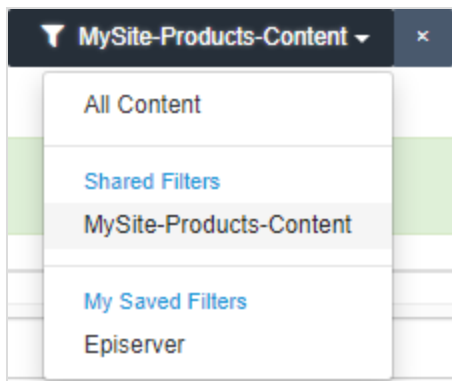 MySite-Products-Content
×
All Content
Shared Filters
MySite-Products-Content
My Saved Filters
Episerver